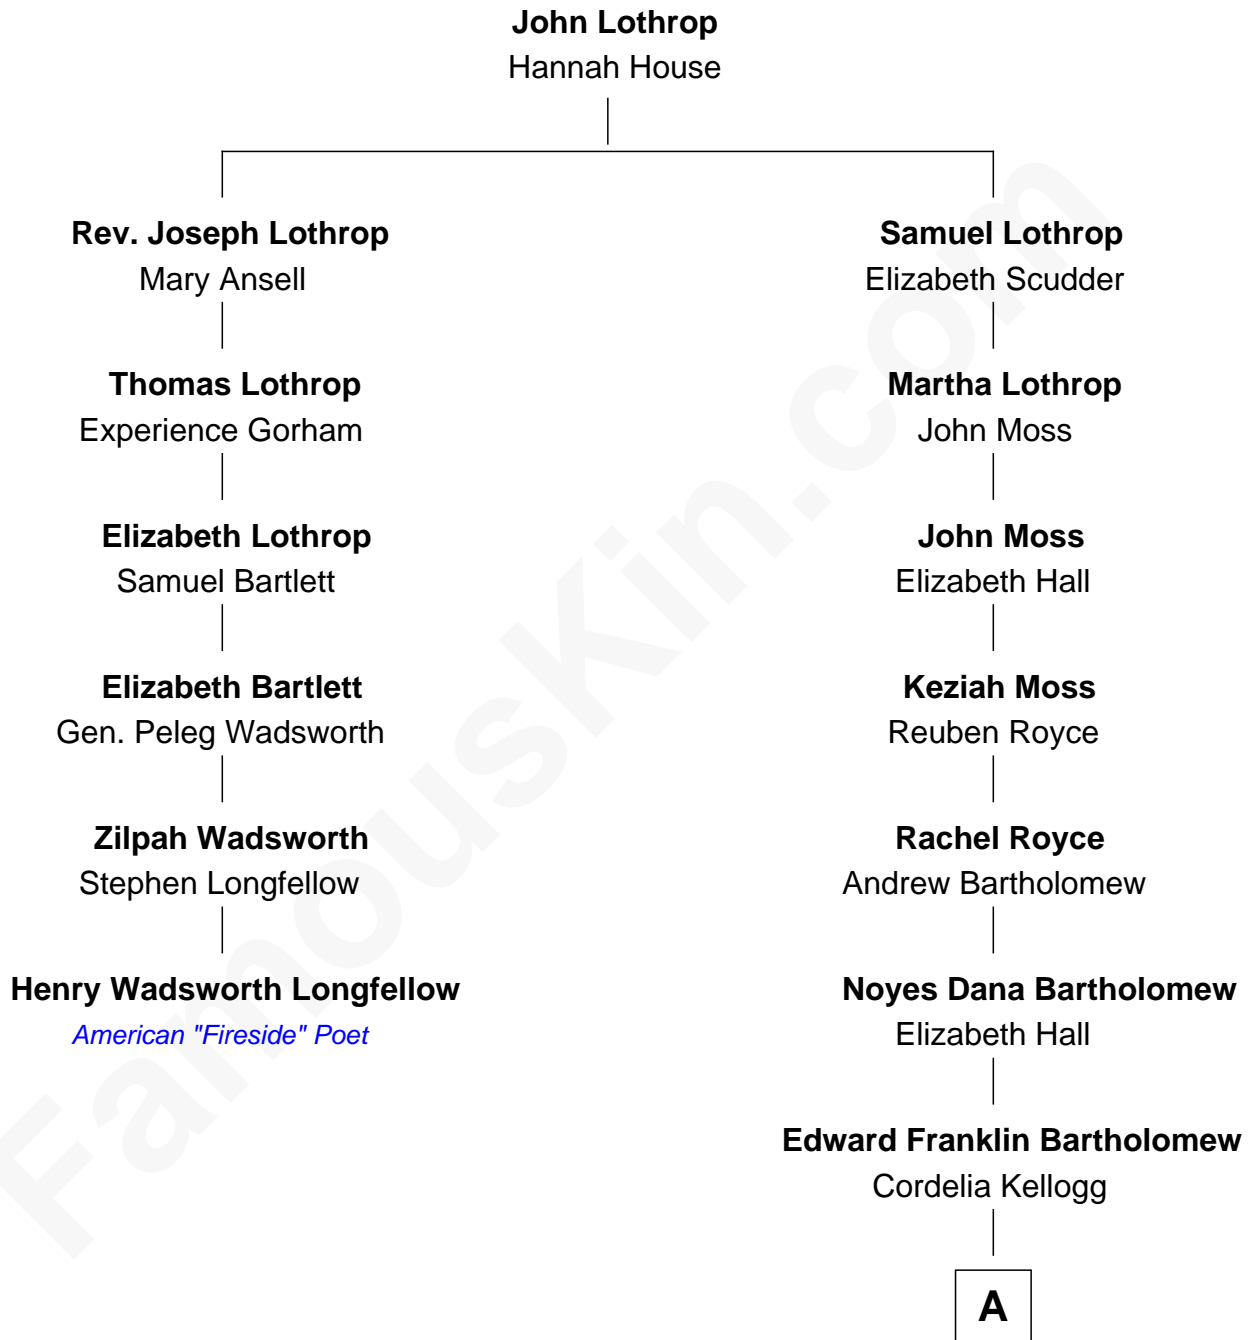 John Lothrop
Hannah House
Rev. Joseph Lothrop
Mary Ansell
Thomas Lothrop
Experience Gorham
Elizabeth Lothrop
Samuel Bartlett
Elizabeth Bartlett
Gen. Peleg Wadsworth
Zilpah Wadsworth
Stephen Longfellow
Henry Wadsworth Longfellow
American "Fireside" Poet
Samuel Lothrop
Elizabeth Scudder
Martha Lothrop
John Moss
John Moss
Elizabeth Hall
Keziah Moss
Reuben Royce
Rachel Royce
Andrew Bartholomew
Noyes Dana Bartholomew
Elizabeth Hall
Edward Franklin Bartholomew
Cordelia Kellogg
A
FamousKin.com